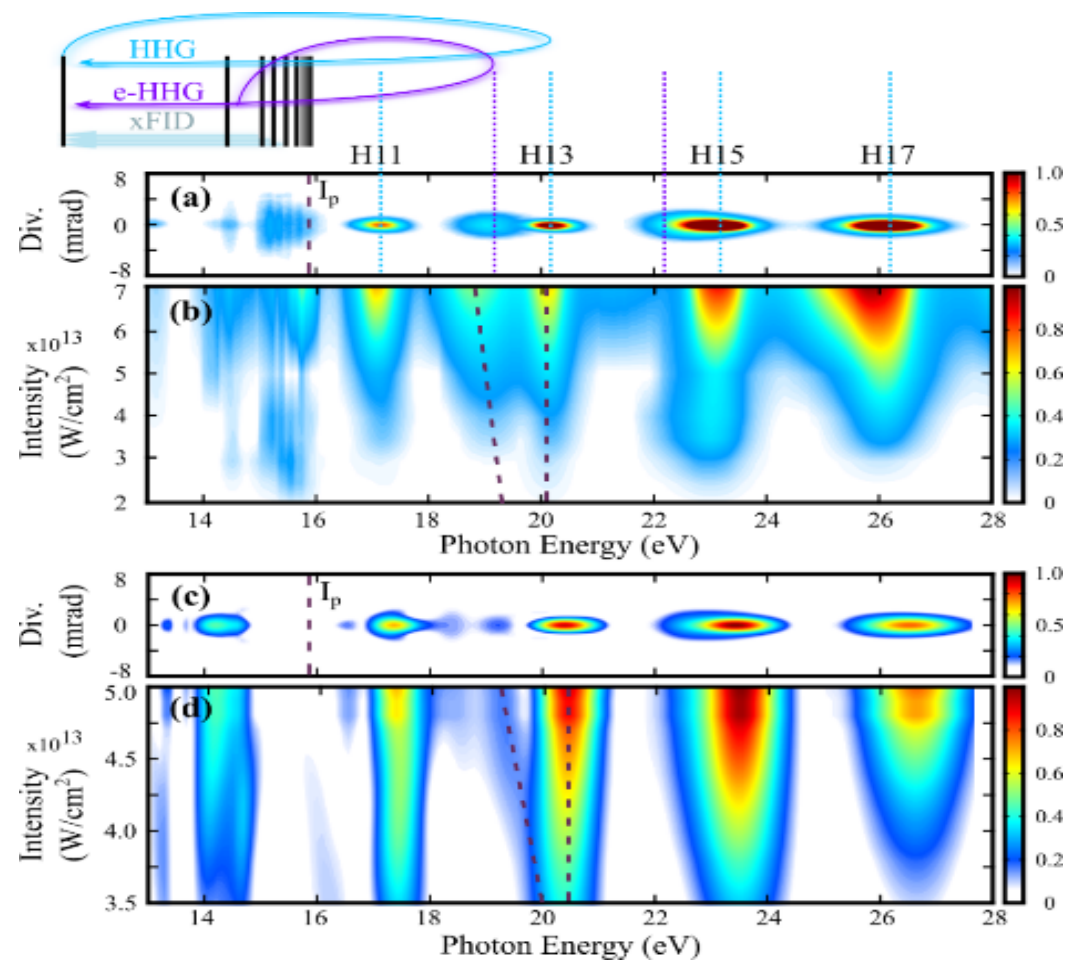 HHG
e-HHG
xFID
H11 H13 H15 H17
8 (a) Ip 1.0
Div. (mrad) 0 0.5
-8 0
7 (b)
Intensity x10^13 (W/cm²) 6 5 4 3 2
0.8 0.6 0.4 0.2 0
14 16 18 20 22 24 26 28
Photon Energy (eV)
8 (c) Ip 1.0
Div. (mrad) 0 0.5
-8 0
5.0 (d)
Intensity x10^13 (W/cm²) 4.5 4.0 3.5
0.8 0.6 0.4 0.2 0
14 16 18 20 22 24 26 28
Photon Energy (eV)